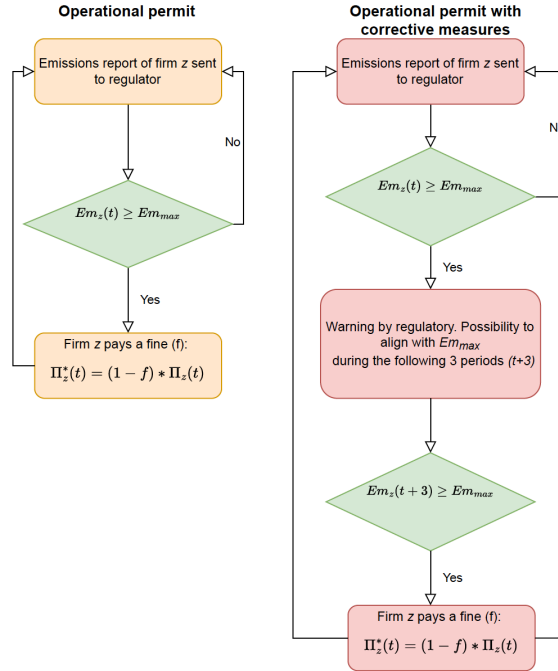 Operational permit
Emissions report of firm z sent
to regulator
No
Em_z(t) ≥ Em_max
Yes
Firm z pays a fine (f):
Π*_z(t) = (1 − f) * Π_z(t)
Operational permit with
corrective measures
Emissions report of firm z sent
to regulator
N
Em_z(t) ≥ Em_max
Yes
Warning by regulatory. Possibility to
align with Em_max
during the following 3 periods (t+3)
Em_z(t + 3) ≥ Em_max
Yes
Firm z pays a fine (f):
Π*_z(t) = (1 − f) * Π_z(t)